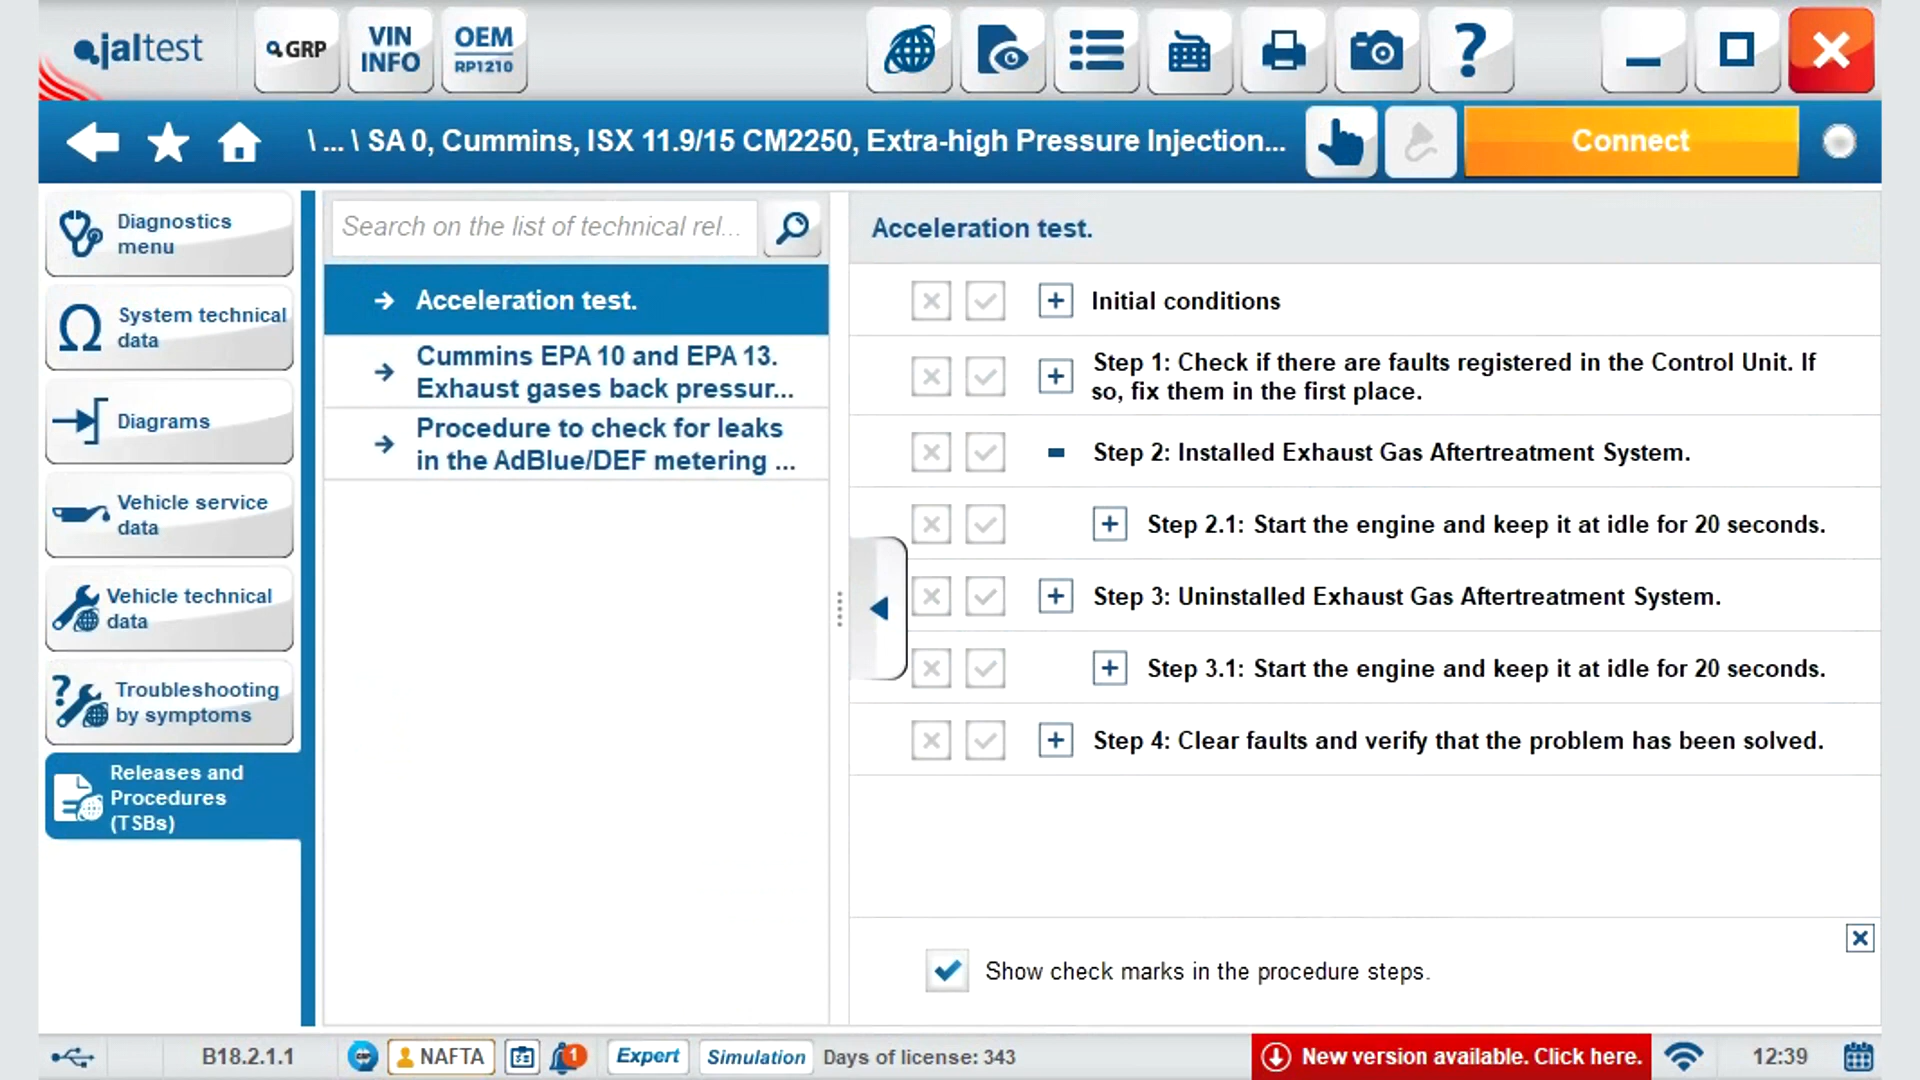 jaltest
GRP
VIN
INFO
OEM
RP1210
?
\ ... \ SA 0, Cummins, ISX 11.9/15 CM2250, Extra-high Pressure Injection...
Connect
Diagnostics
menu
System technical
data
Diagrams
Vehicle service
data
Vehicle technical
data
Troubleshooting
by symptoms
Releases and
Procedures
(TSBs)
Search on the list of technical rel...
Acceleration test.
Cummins EPA 10 and EPA 13.
Exhaust gases back pressur...
Procedure to check for leaks
in the AdBlue/DEF metering ...
Acceleration test.
Initial conditions
Step 1: Check if there are faults registered in the Control Unit. If
so, fix them in the first place.
Step 2: Installed Exhaust Gas Aftertreatment System.
Step 2.1: Start the engine and keep it at idle for 20 seconds.
Step 3: Uninstalled Exhaust Gas Aftertreatment System.
Step 3.1: Start the engine and keep it at idle for 20 seconds.
Step 4: Clear faults and verify that the problem has been solved.
Show check marks in the procedure steps.
B18.2.1.1
NAFTA
1
Expert
Simulation
Days of license: 343
New version available. Click here.
12:39